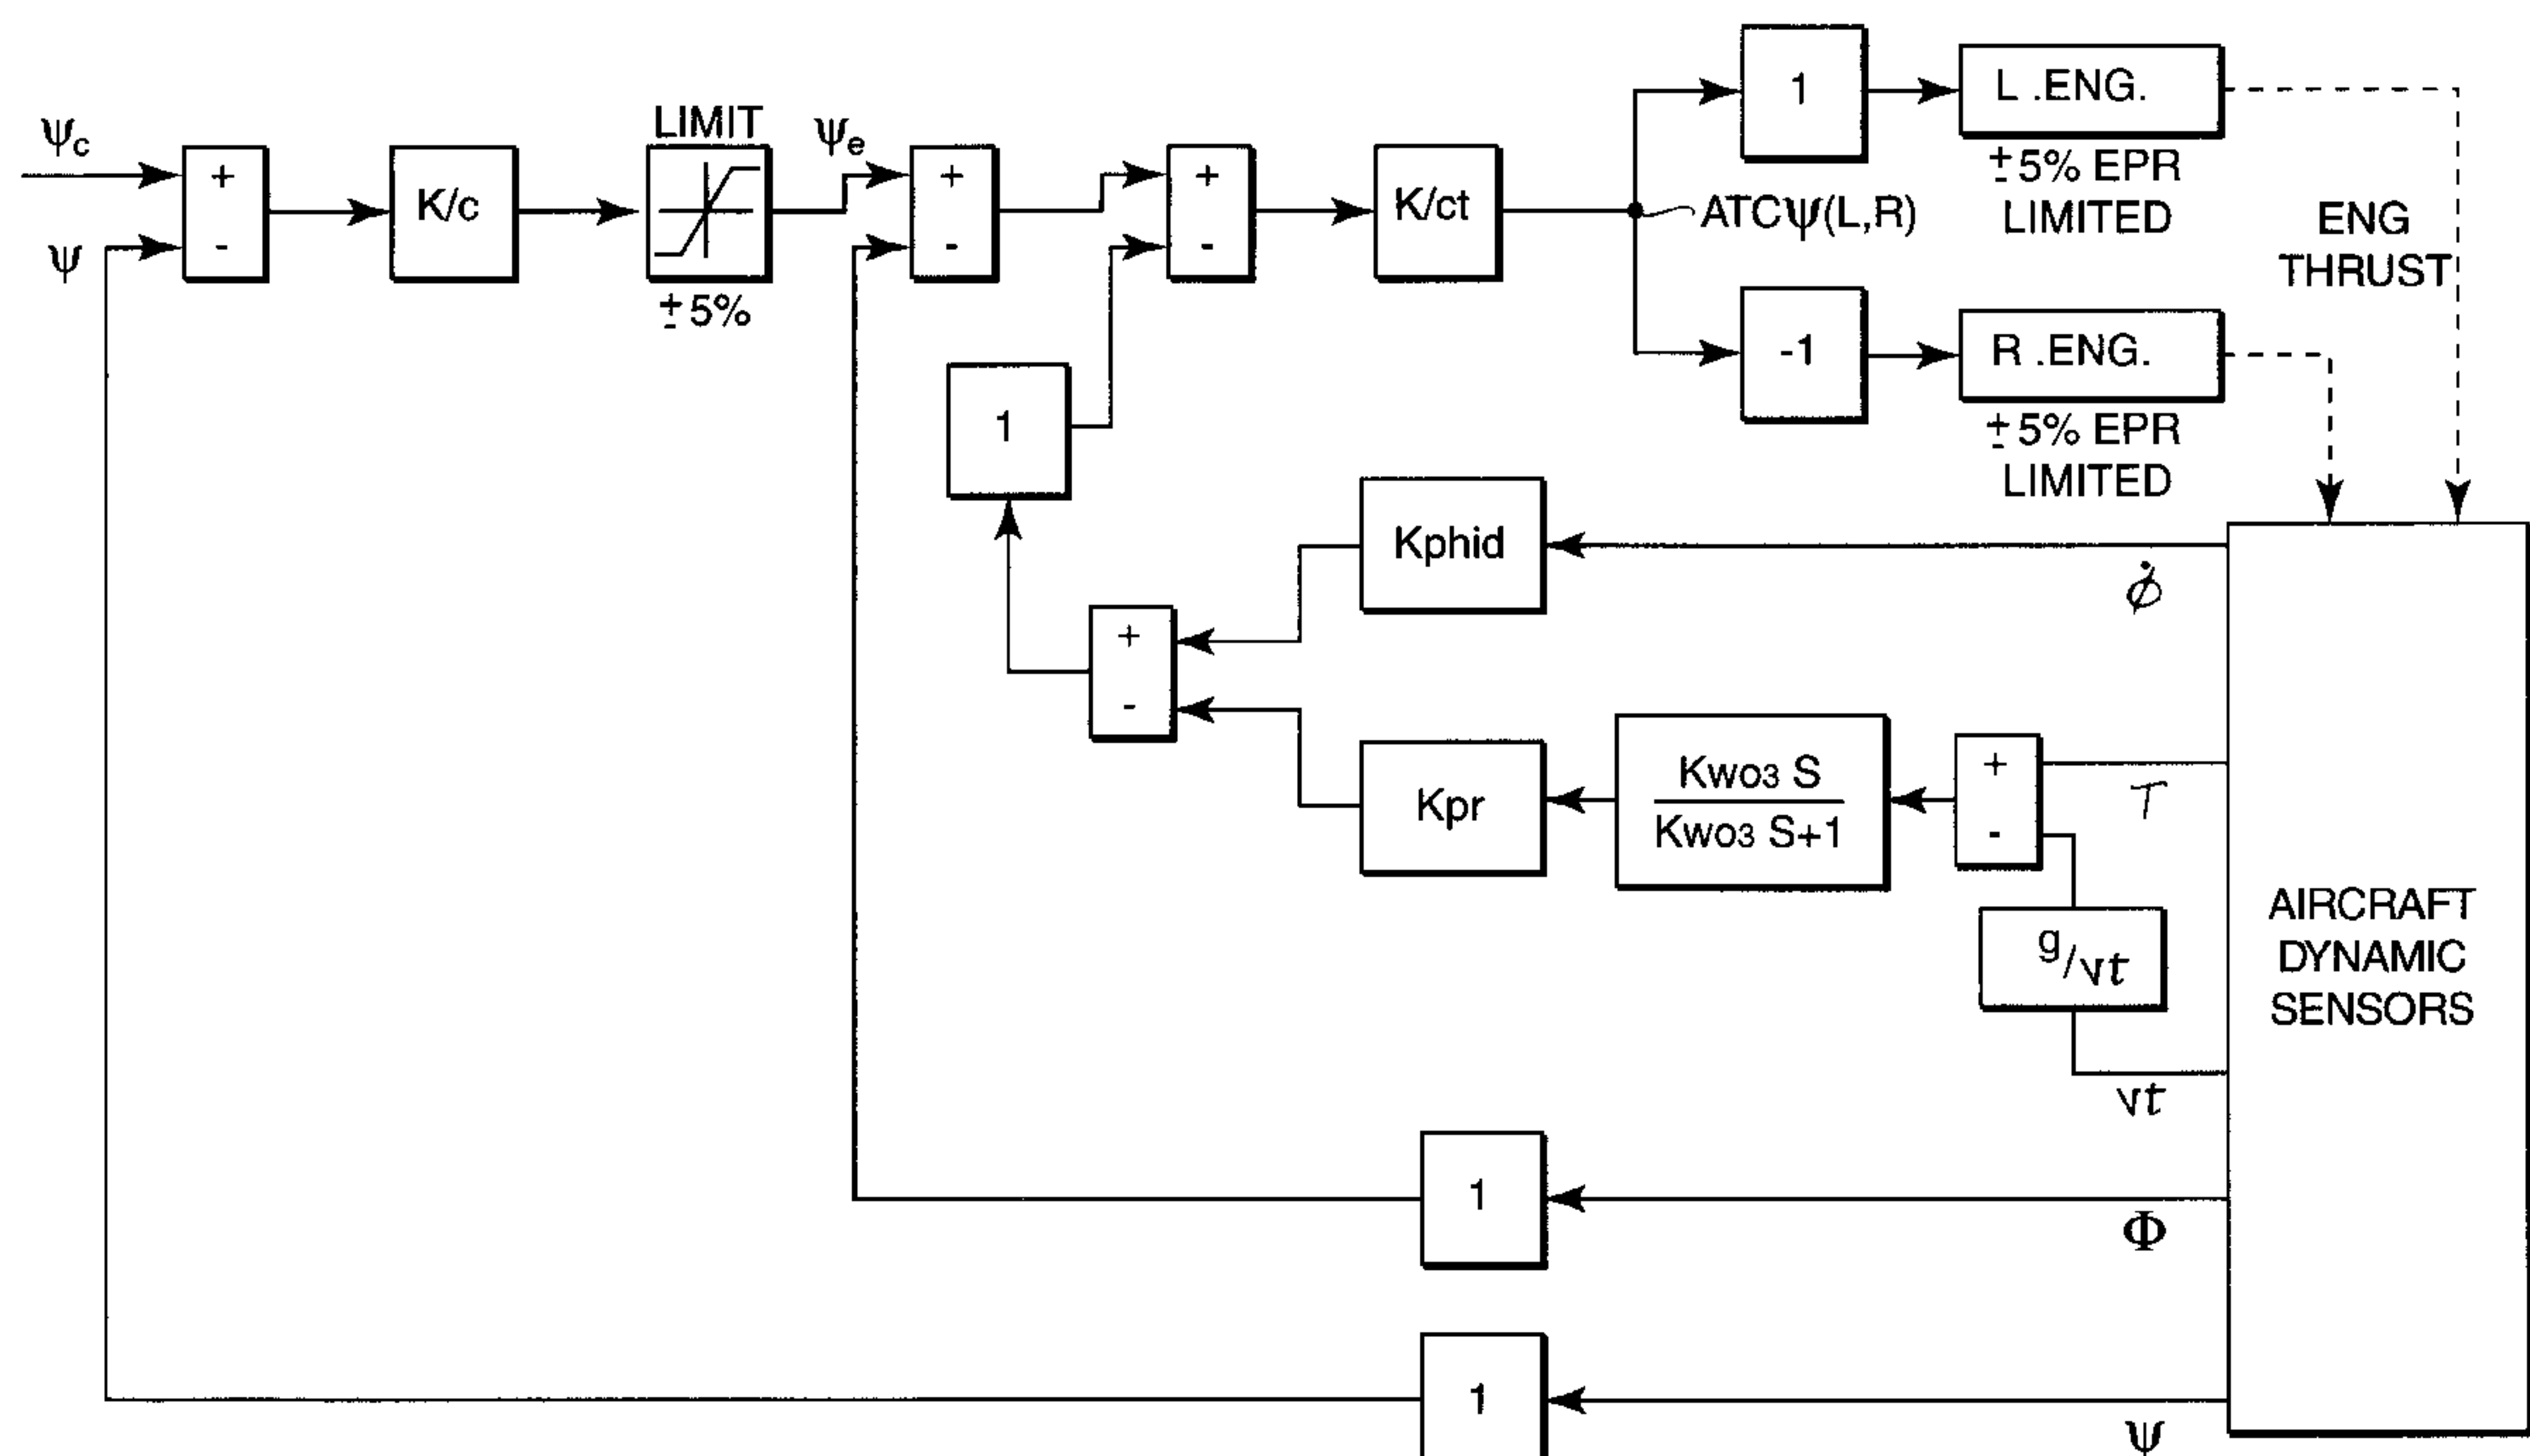 ψc
+
-
ψ
K/c
LIMIT
±5%
ψe
+
-
+
-
K/ct
ATCψ(L,R)
1
L .ENG.
±5% EPR
LIMITED
-1
R .ENG.
±5% EPR
LIMITED
ENG
THRUST
1
Kphid
ϕ̇
+
-
Kpr
Kwo3 S
Kwo3 S+1
+
-
T
g/vt
vt
AIRCRAFT
DYNAMIC
SENSORS
1
Φ
1
ψ